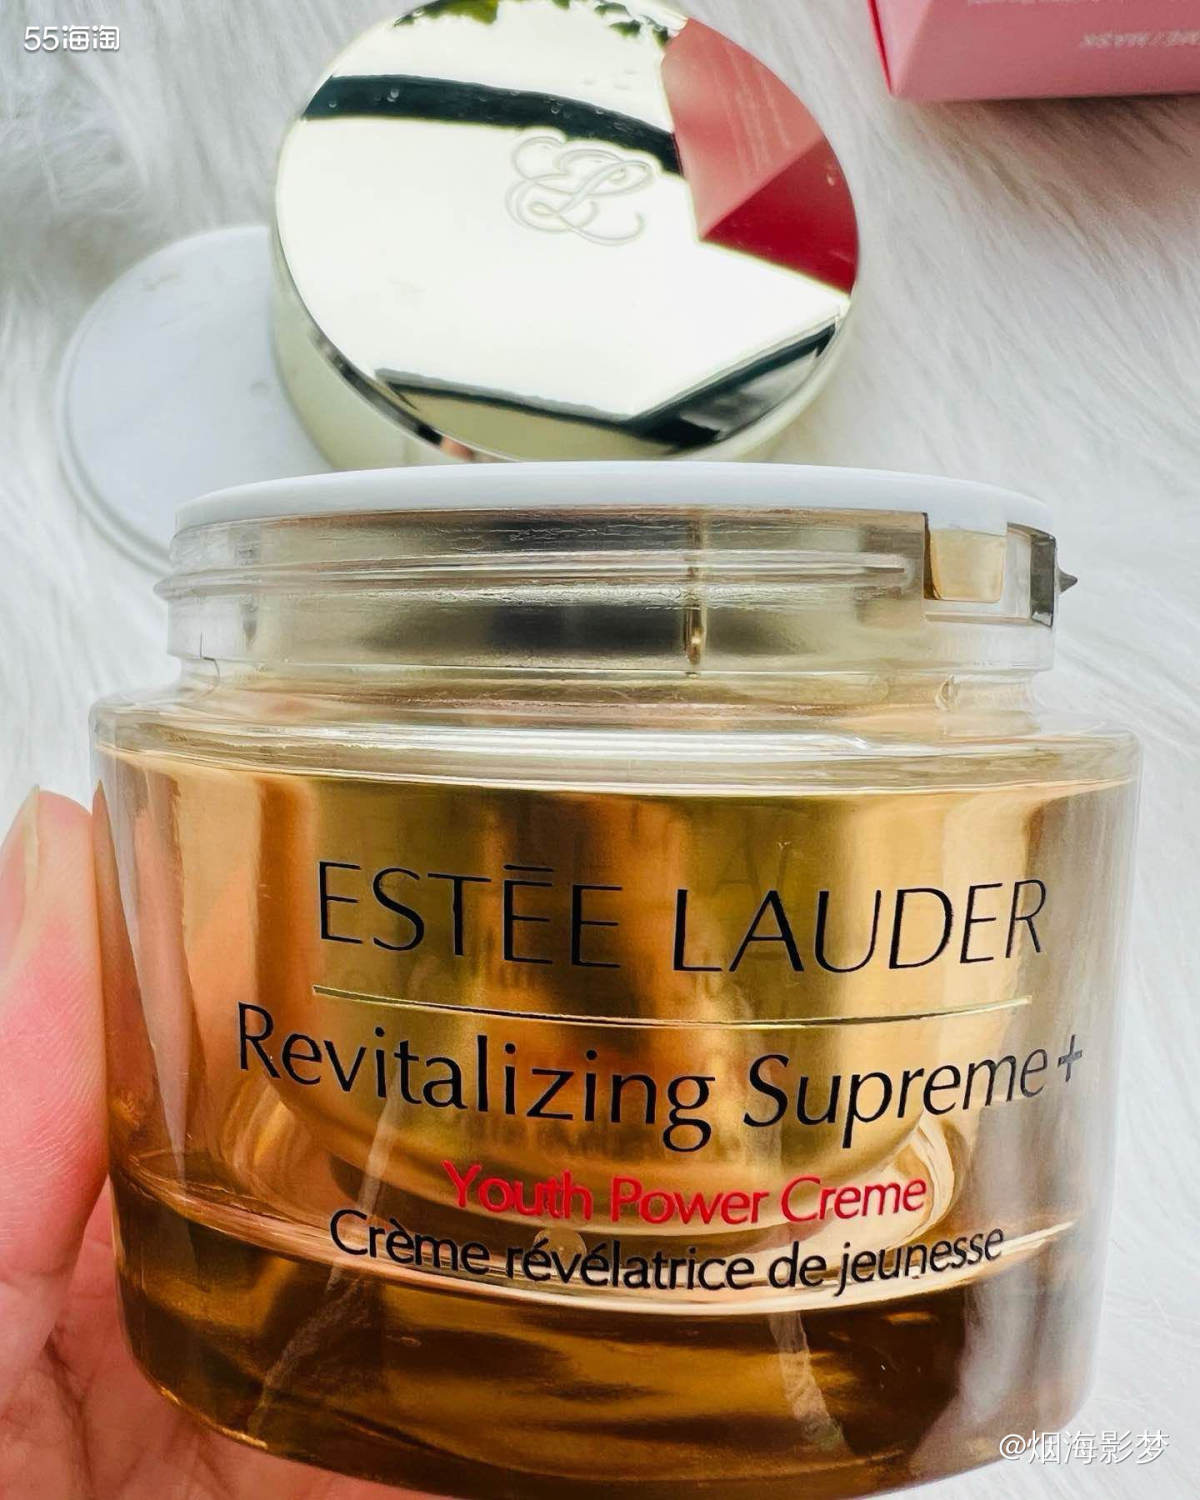 55海淘
ESTĒE LAUDER
Revitalizing Supreme+
Youth Power Creme
Crème révélatrice de jeunesse
@烟海影梦